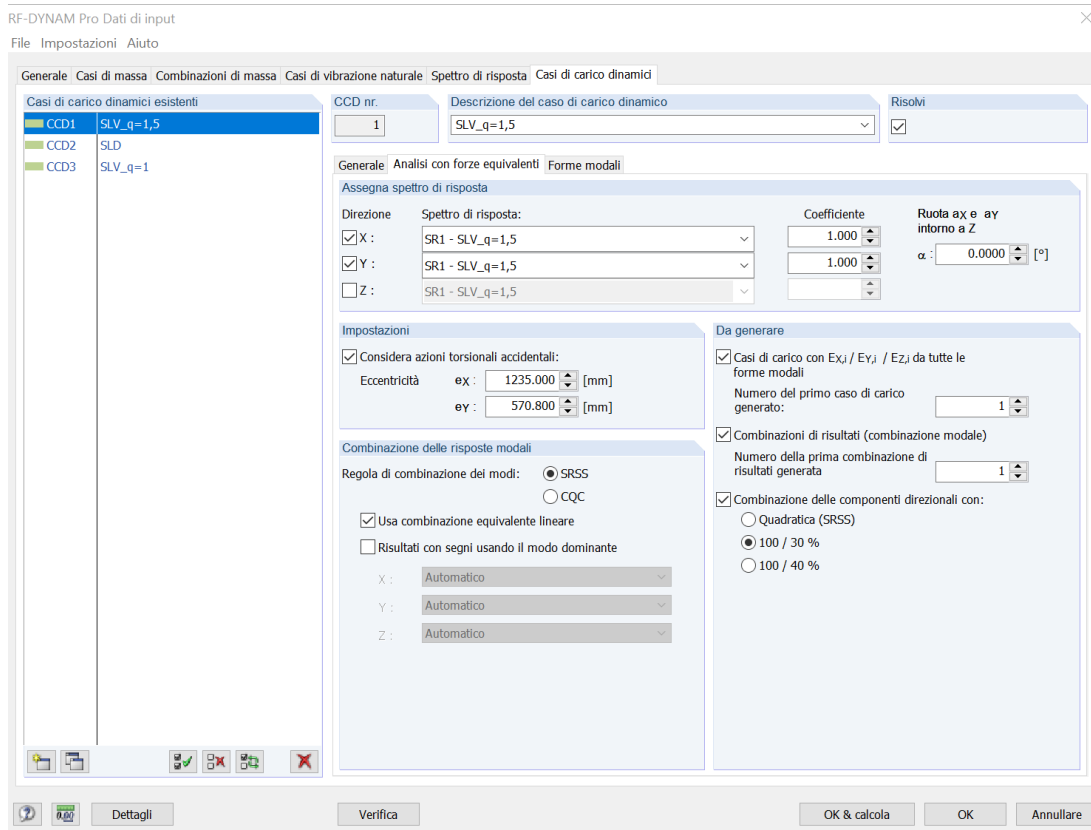 RF-DYNAM Pro Dati di input
File Impostazioni Aiuto
Generale Casi di massa Combinazioni di massa Casi di vibrazione naturale Spettro di risposta Casi di carico dinamici
Casi di carico dinamici esistenti
CCD1 SLV_q=1,5
CCD2 SLD
CCD3 SLV_q=1
CCD nr.
1
Descrizione del caso di carico dinamico
SLV_q=1,5
Risolvi
Generale Analisi con forze equivalenti Forme modali
Assegna spettro di risposta
Direzione Spettro di risposta: Coefficiente Ruota aX e aY
intorno a Z
X : SR1 - SLV_q=1,5 1.000
α : 0.0000 [°]
Y : SR1 - SLV_q=1,5 1.000
Z : SR1 - SLV_q=1,5
Impostazioni
Considera azioni torsionali accidentali:
Eccentricità eX : 1235.000 [mm]
eY : 570.800 [mm]
Combinazione delle risposte modali
Regola di combinazione dei modi: SRSS
CQC
Usa combinazione equivalente lineare
Risultati con segni usando il modo dominante
X : Automatico
Y : Automatico
Z : Automatico
Da generare
Casi di carico con EX,i / EY,i / EZ,i da tutte le
forme modali
Numero del primo caso di carico
generato: 1
Combinazioni di risultati (combinazione modale)
Numero della prima combinazione di
risultati generata 1
Combinazione delle componenti direzionali con:
Quadratica (SRSS)
100 / 30 %
100 / 40 %
0,00 Dettagli Verifica OK & calcola OK Annullare